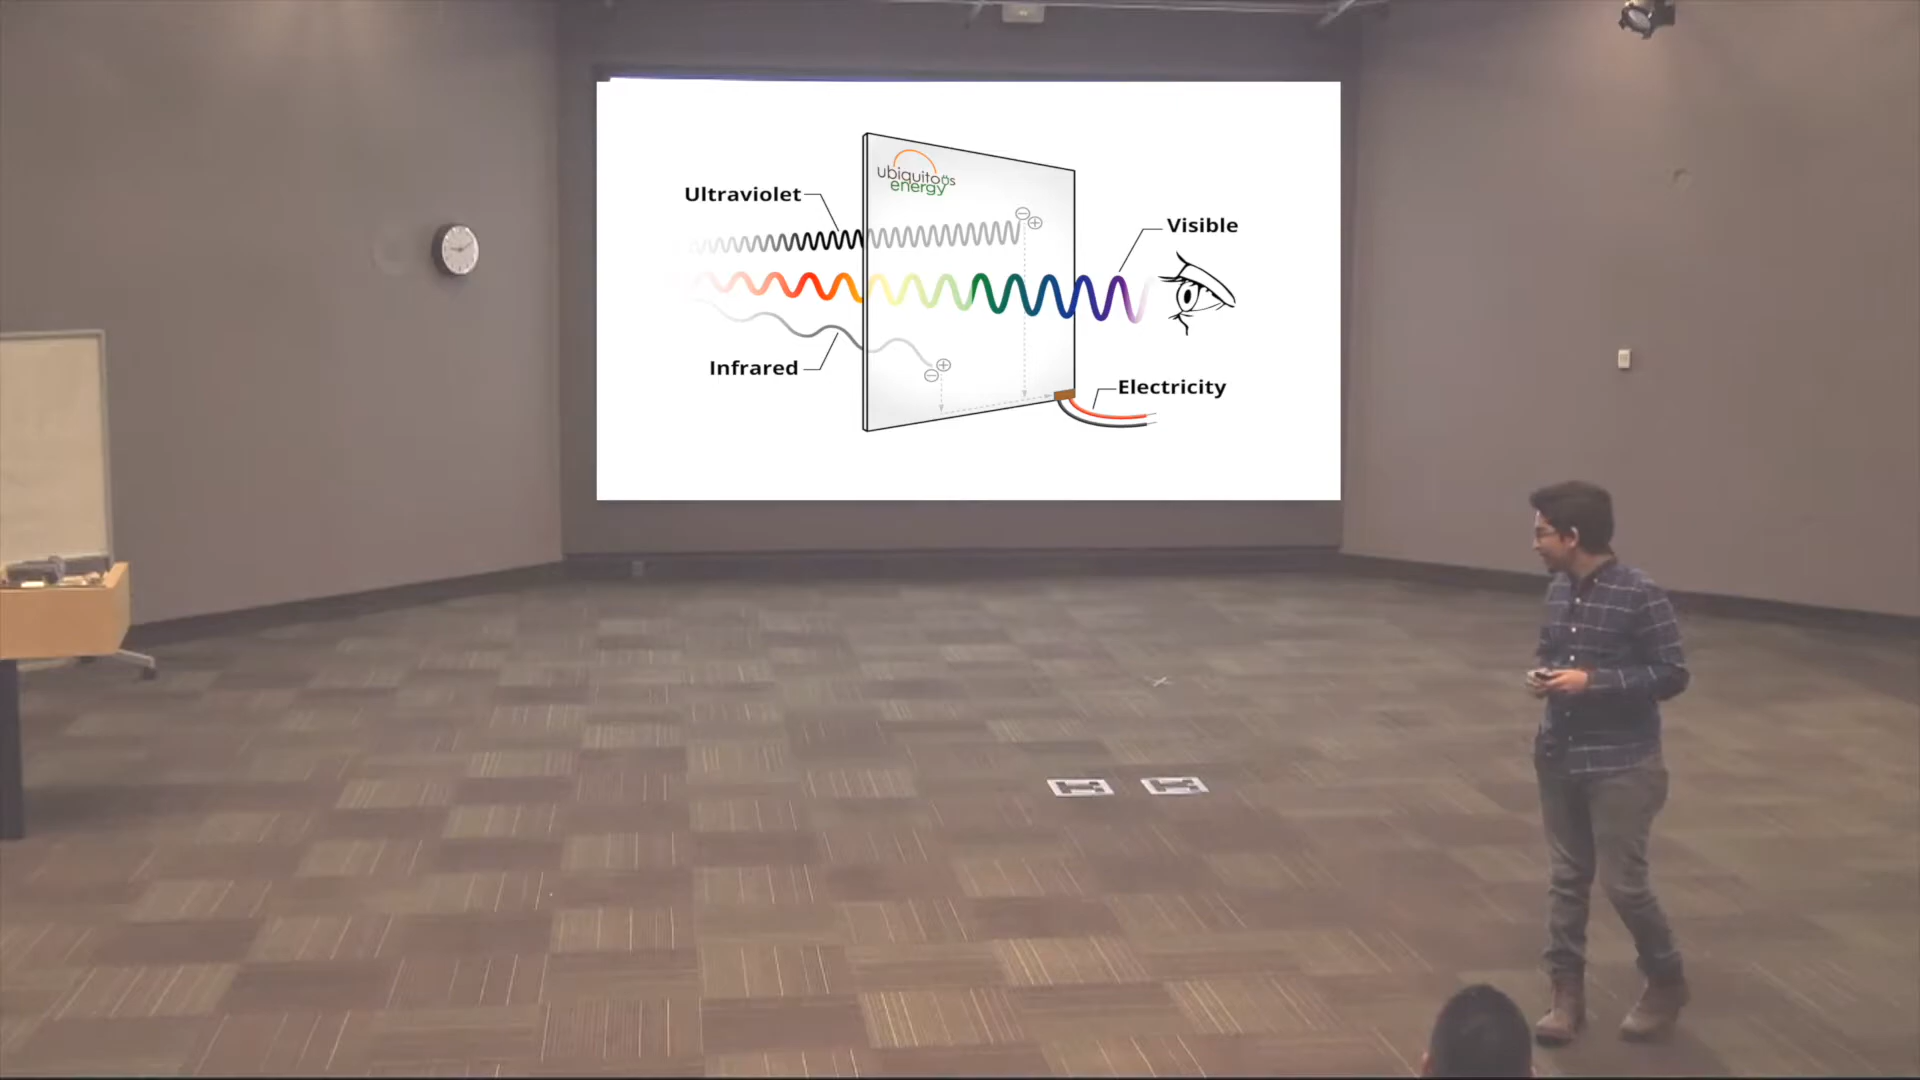 ubiquitous
energy
Ultraviolet
Visible
Infrared
Electricity